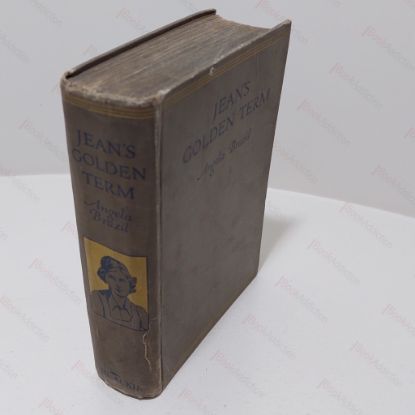 JEAN'S
GOLDEN
TERM
Angela
Brazil
JEAN'S
GOLDEN TERM
Angela Brazil